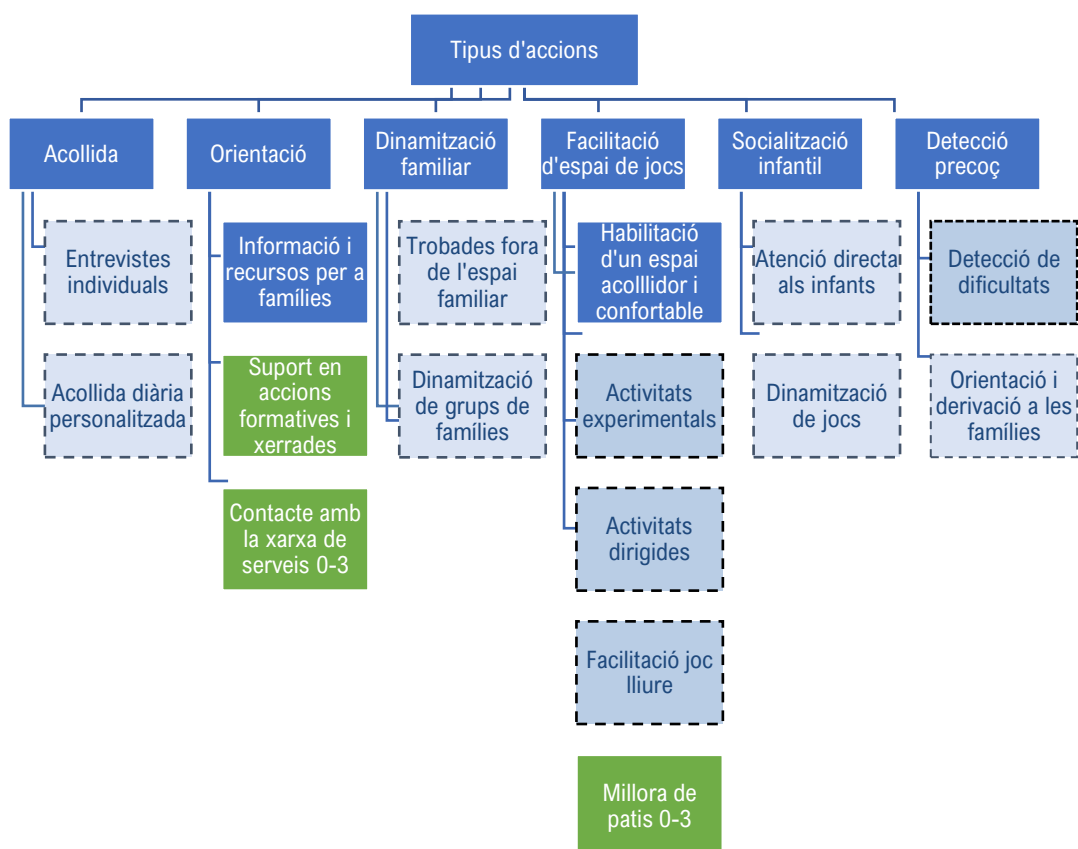 Tipus d'accions
Acollida
Orientació
Dinamització
familiar
Facilitació
d'espai de jocs
Socialització
infantil
Detecció
precoç
Entrevistes
individuals
Informació i
recursos per a
famílies
Trobades fora
de l'espai
familiar
Habilitació
d'un espai
acolllidor i
confortable
Atenció directa
als infants
Detecció de
dificultats
Acollida diària
personalitzada
Suport en
accions
formatives i
xerrades
Dinamització
de grups de
famílies
Activitats
experimentals
Dinamització
de jocs
Orientació i
derivació a les
famílies
Contacte amb
la xarxa de
serveis 0-3
Activitats
dirigides
Facilitació joc
lliure
Millora de
patis 0-3